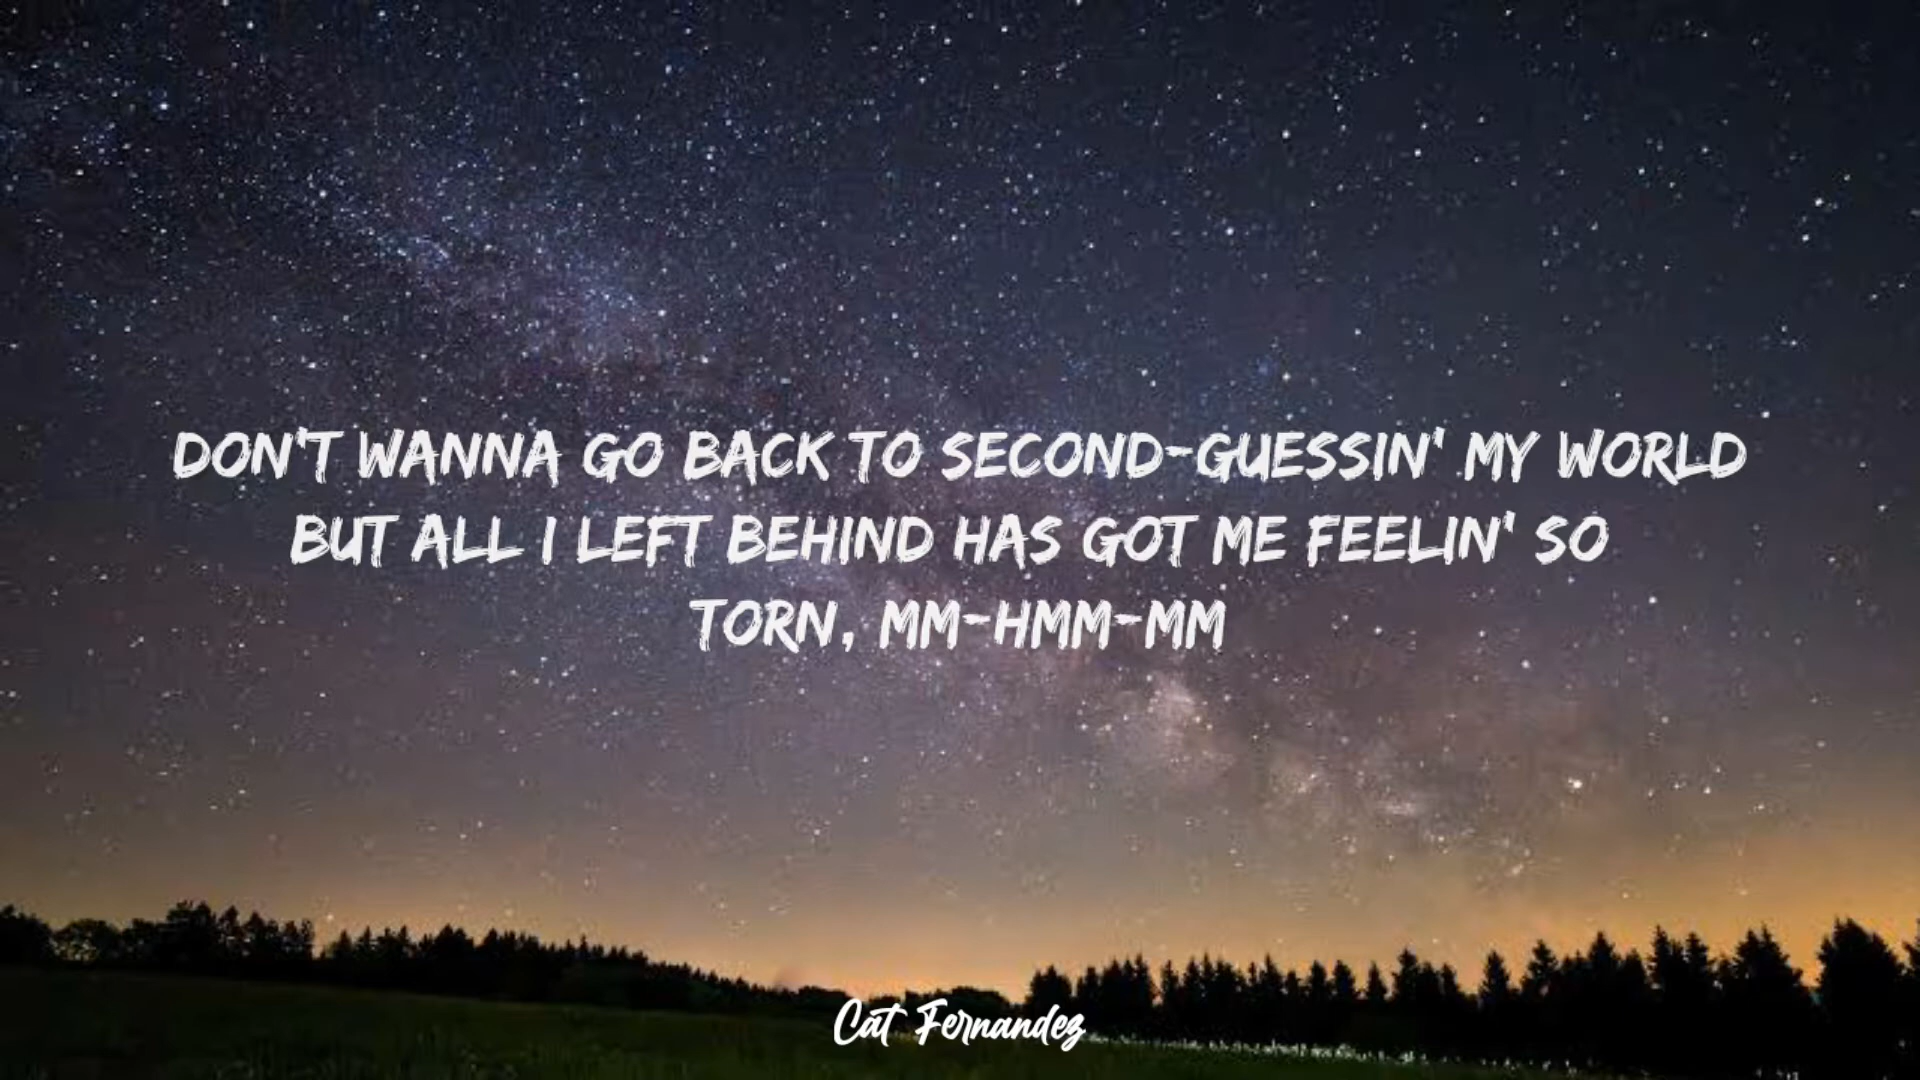 DON'T WANNA GO BACK TO SECOND-GUESSIN' MY WORLD
BUT ALL I LEFT BEHIND HAS GOT ME FEELIN' SO
TORN, MM-HMM-MM
Cat Fernandez